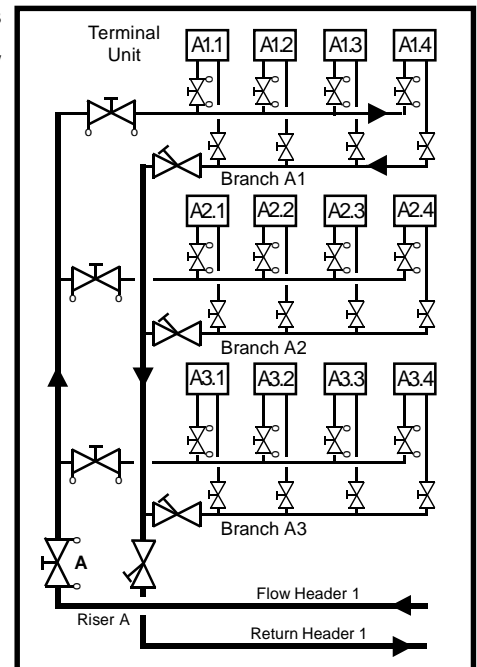 Terminal
Unit
A1.1 A1.2 A1.3 A1.4
Branch A1
A2.1 A2.2 A2.3 A2.4
Branch A2
A3.1 A3.2 A3.3 A3.4
Branch A3
A
Flow Header 1
Riser A
Return Header 1